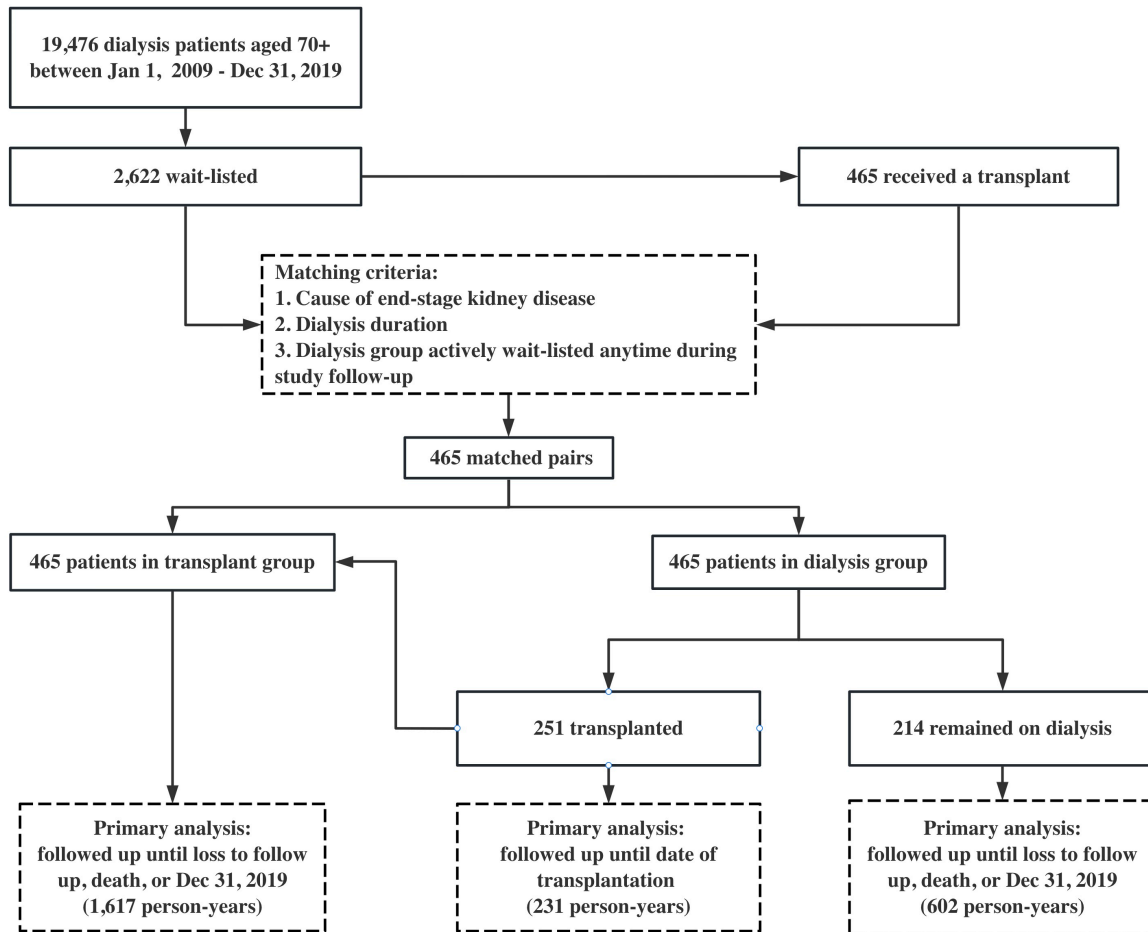 19,476 dialysis patients aged 70+
between Jan 1, 2009 - Dec 31, 2019
2,622 wait-listed
465 received a transplant
Matching criteria:
1. Cause of end-stage kidney disease
2. Dialysis duration
3. Dialysis group actively wait-listed anytime during
study follow-up
465 matched pairs
465 patients in transplant group
465 patients in dialysis group
251 transplanted
214 remained on dialysis
Primary analysis:
followed up until loss to follow
up, death, or Dec 31, 2019
(1,617 person-years)
Primary analysis:
followed up until date of
transplantation
(231 person-years)
Primary analysis:
followed up until loss to follow
up, death, or Dec 31, 2019
(602 person-years)